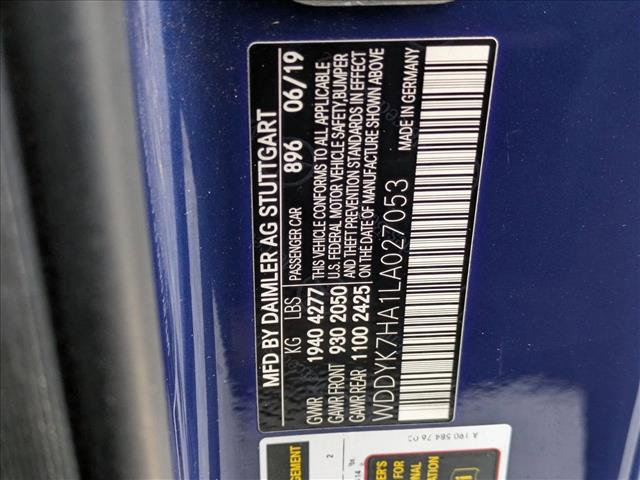 MFD BY DAIMLER AG STUTTGART
PASSENGER CAR 896 06/19
KG LBS
GWR 1940 4277
GAWR FRONT 930 2050
GAWR REAR 1100 2425
THIS VEHICLE CONFORMS TO ALL APPLICABLE
U.S. FEDERAL MOTOR VEHICLE SAFETY, BUMPER
AND THEFT PREVENTION STANDARDS IN EFFECT
ON THE DATE OF MANUFACTURE SHOWN ABOVE
WDDYK7HA1LA027053
MADE IN GERMANY
A 190 584 76 02
2